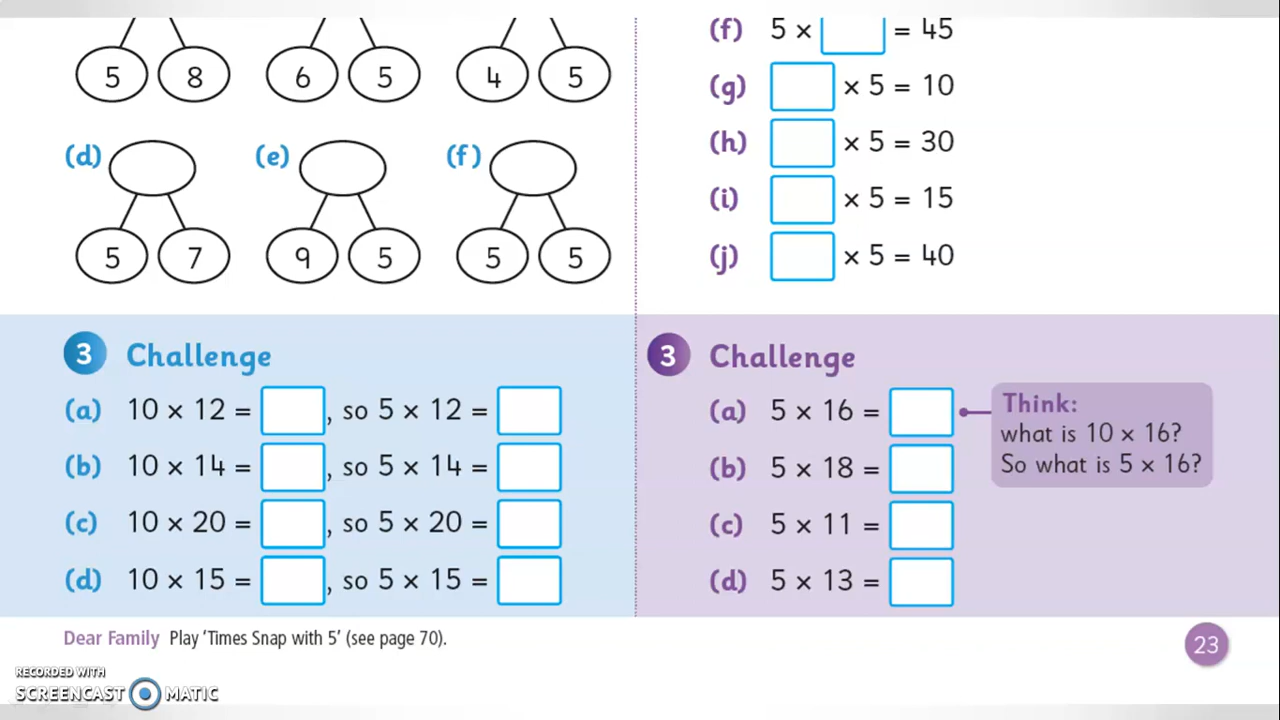 5 8 6 5 4 5
(d) (e) (f)
5 7 9 5 5 5
3 Challenge
(a) 10 × 12 = , so 5 × 12 =
(b) 10 × 14 = , so 5 × 14 =
(c) 10 × 20 = , so 5 × 20 =
(d) 10 × 15 = , so 5 × 15 =
Dear Family Play ‘Times Snap with 5’ (see page 70).
(f) 5 × = 45
(g) × 5 = 10
(h) × 5 = 30
(i) × 5 = 15
(j) × 5 = 40
3 Challenge
(a) 5 × 16 =
(b) 5 × 18 =
(c) 5 × 11 =
(d) 5 × 13 =
Think:
what is 10 × 16?
So what is 5 × 16?
23
RECORDED WITH
SCREENCAST MATIC